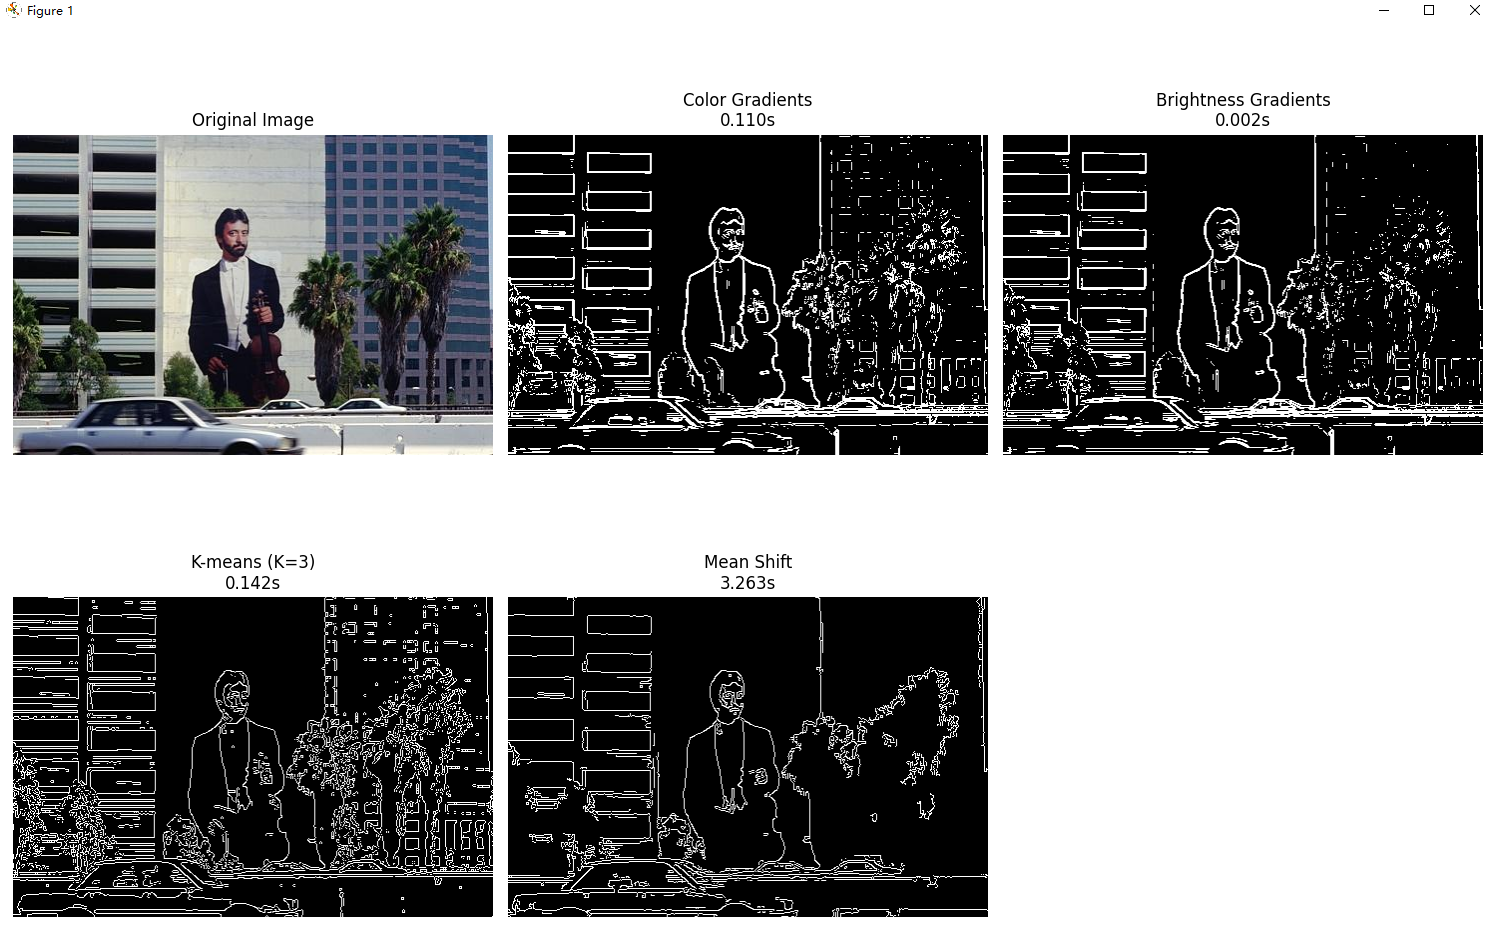 Figure 1
Original Image
Color Gradients
0.110s
Brightness Gradients
0.002s
K-means (K=3)
0.142s
Mean Shift
3.263s